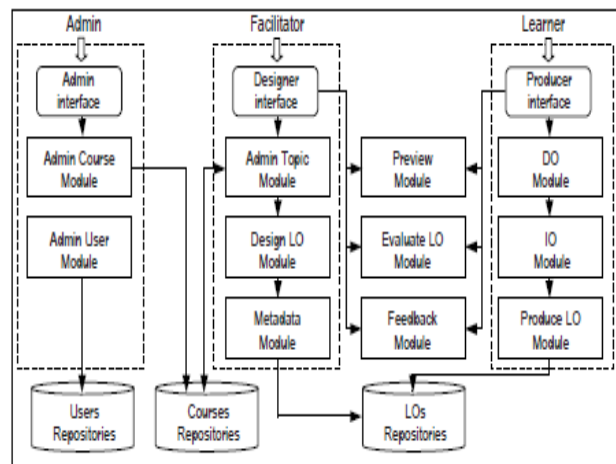 Admin
Facilitator
Learner
Admin
interface
Designer
interface
Producer
interface
Admin Course
Module
Admin Topic
Module
Preview
Module
DO
Module
Admin User
Module
Design LO
Module
Evaluate LO
Module
IO
Module
Metadata
Module
Feedback
Module
Produce LO
Module
Users
Repositories
Courses
Repositories
LOs
Repositories